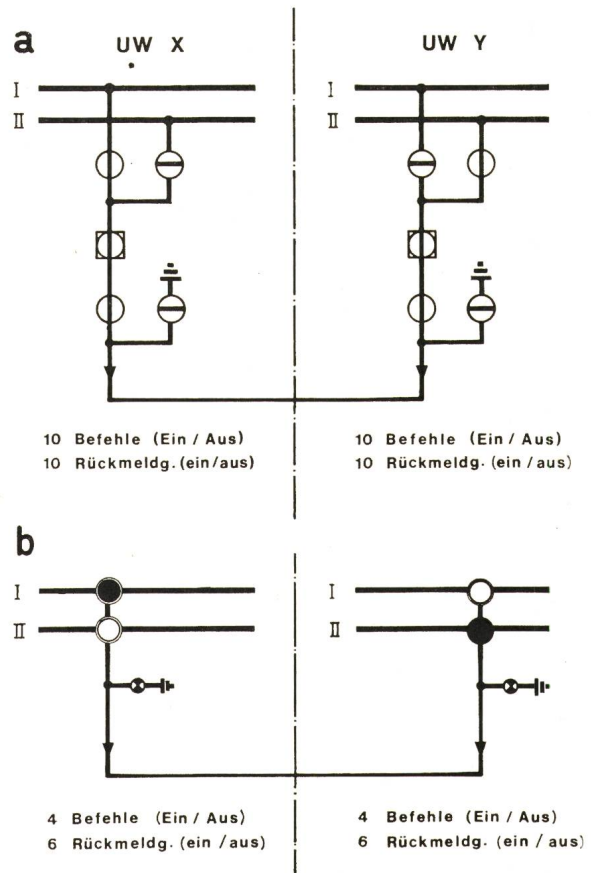 a
UW X
UW Y
I
I
II
II
10 Befehle (Ein / Aus)
10 Rückmeldg. (ein/aus)
10 Befehle (Ein / Aus)
10 Rückmeldg. (ein/aus)
b
I
I
II
II
4 Befehle (Ein / Aus)
6 Rückmeldg. (ein /aus)
4 Befehle (Ein / Aus)
6 Rückmeldg. (ein / aus)